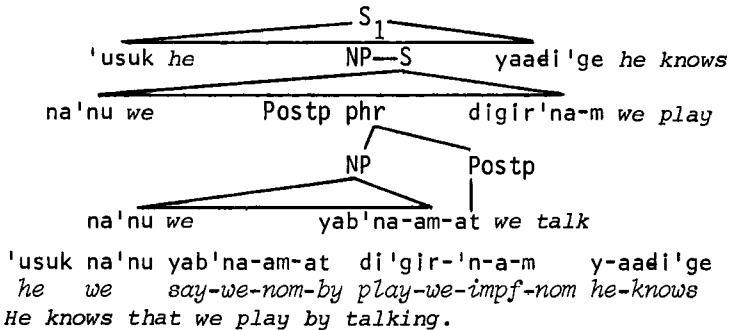 S₁
'usuk he NP—S yaadi'ge he knows
na'nu we Postp phr digir'na-m we play
NP Postp
na'nu we yab'na-am-at we talk
'usuk na'nu yab'na-am-at di'gir-'n-a-m y-aadi'ge
he we say-we-nom-by play-we-impf-nom he-knows
He knows that we play by talking.